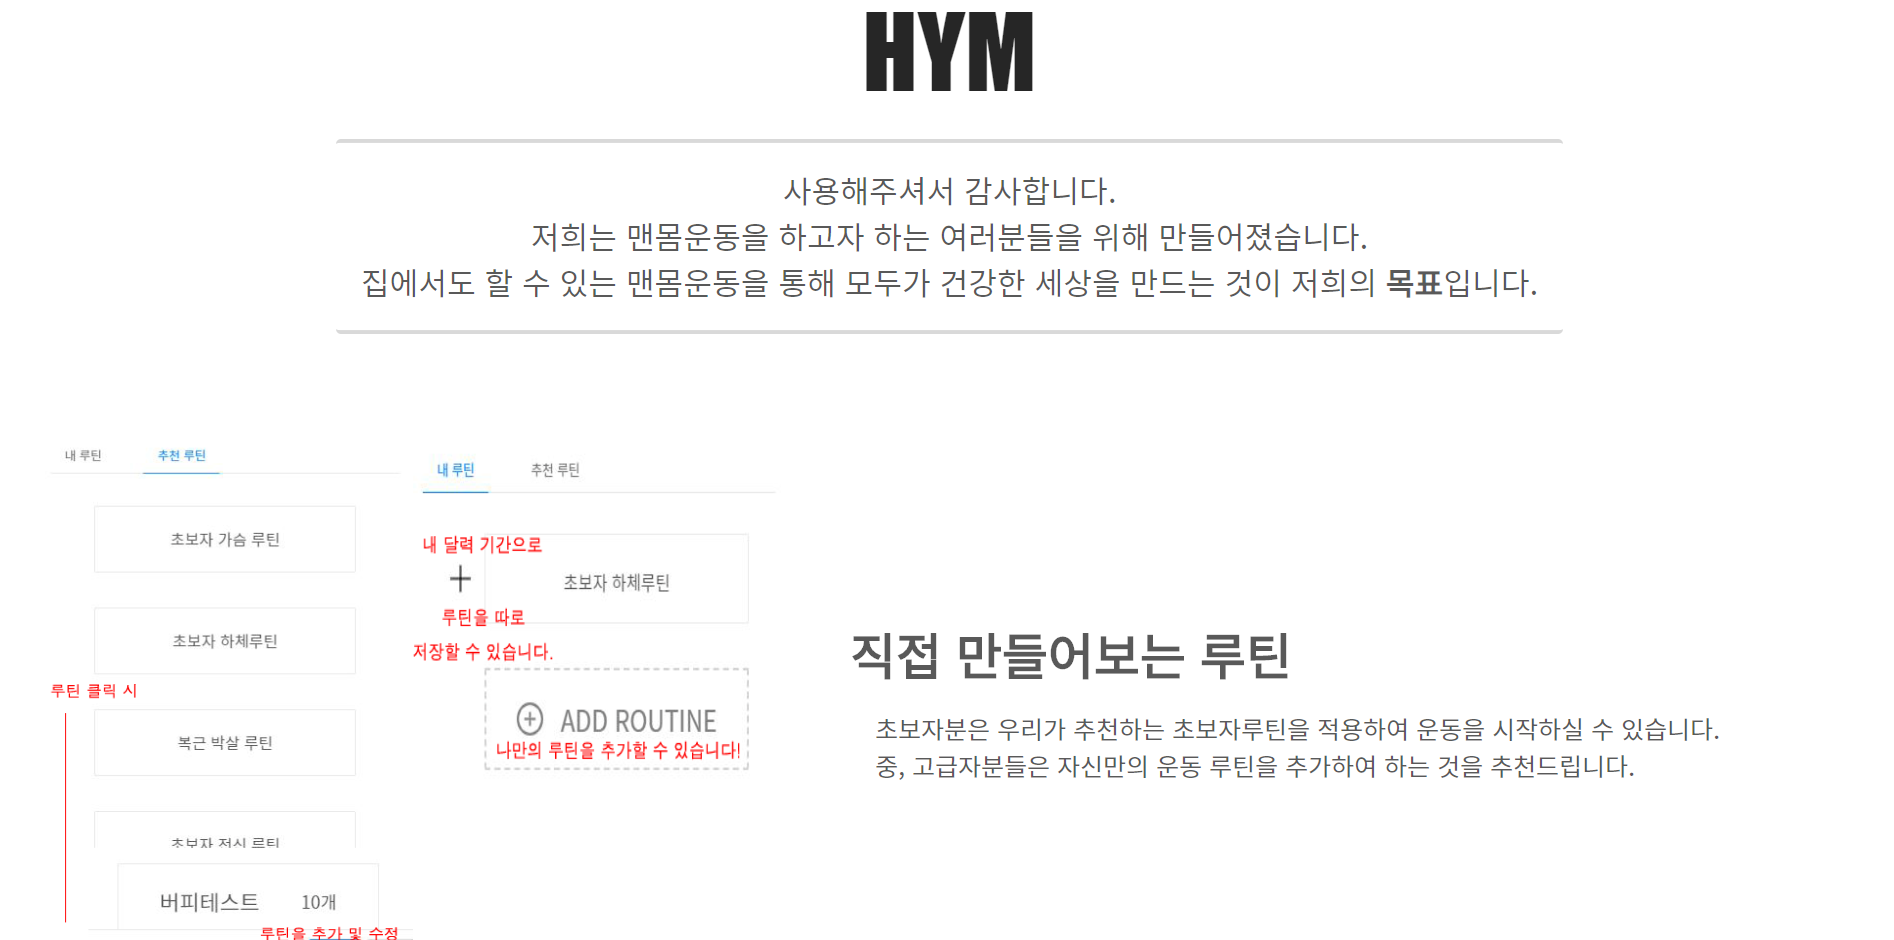 HYM
사용해주셔서 감사합니다.
저희는 맨몸운동을 하고자 하는 여러분들을 위해 만들어졌습니다.
집에서도 할 수 있는 맨몸운동을 통해 모두가 건강한 세상을 만드는 것이 저희의 목표입니다.
내 루틴 추천 루틴
초보자 가슴 루틴
초보자 하체루틴
루틴 클릭 시
복근 박살 루틴
초보자 전신 루틴
버피테스트 10개
루틴을 추가 및 수정
내 루틴 추천 루틴
내 달력 기간으로
초보자 하체루틴
루틴을 따로
저장할 수 있습니다.
ADD ROUTINE
나만의 루틴을 추가할 수 있습니다!
직접 만들어보는 루틴
초보자분은 우리가 추천하는 초보자루틴을 적용하여 운동을 시작하실 수 있습니다.
중, 고급자분들은 자신만의 운동 루틴을 추가하여 하는 것을 추천드립니다.